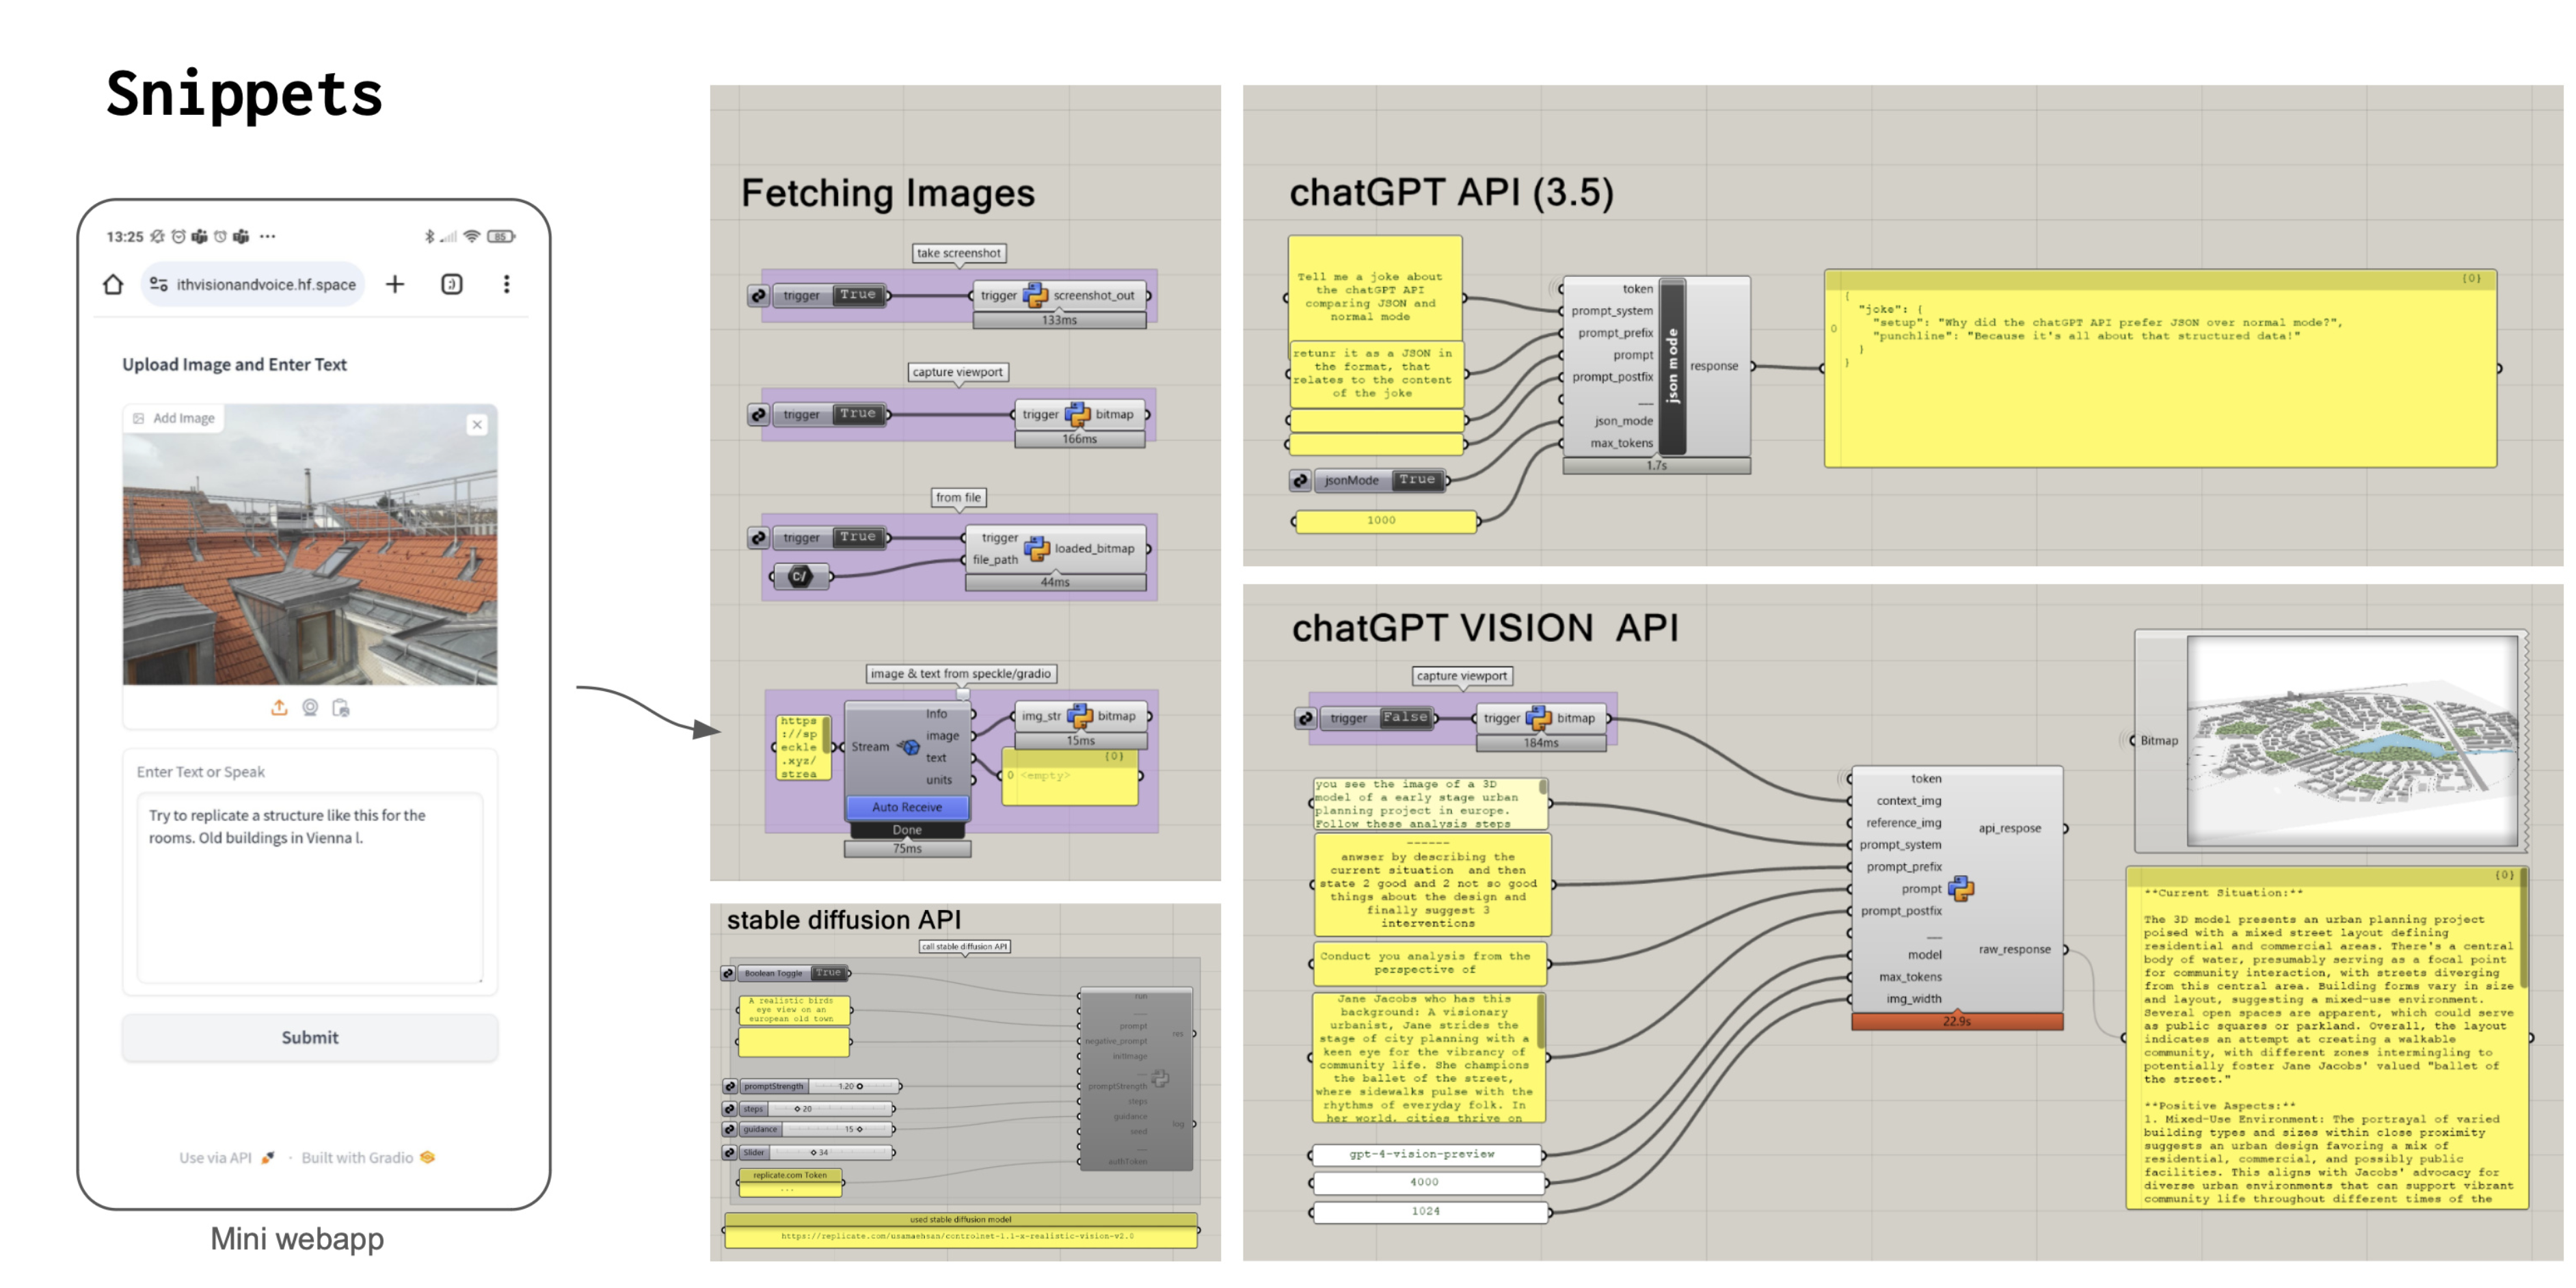 Snippets
13:25
85
ithvisionandvoice.hf.space
:)
Upload Image and Enter Text
Add Image
Enter Text or Speak
Try to replicate a structure like this for the
rooms. Old buildings in Vienna l.
Submit
Use via API · Built with Gradio
Mini webapp
Fetching Images
take screenshot
trigger True
trigger screenshot_out
133ms
capture viewport
trigger True
trigger bitmap
166ms
from file
trigger True
trigger
file_path
loaded_bitmap
C/
44ms
image & text from speckle/gradio
https
://sp
eckle
.xyz/
strea
Stream
Info
image
text
units
Auto Receive
Done
75ms
img_str bitmap
15ms
{0}
0 <empty>
stable diffusion API
call stable diffusion API
Boolean Toggle True
A realistic birds
eye view on an
european old town
promptStrength 1.20
steps 20
guidance 15
Slider 34
replicate.com Token
...
run
prompt
negative_prompt
initImage
promptStrength
steps
guidance
seed
authToken
res
log
used stable diffusion model
https://replicate.com/usamaehsan/controlnet-1.1-x-realistic-vision-v2.0
chatGPT API (3.5)
Tell me a joke about
the chatGPT API
comparing JSON and
normal mode
retunr it as a JSON in
the format, that
relates to the content
of the joke
jsonMode True
1000
token
prompt_system
prompt_prefix
prompt
prompt_postfix
__
json_mode
max_tokens
json mode
response
1.7s
{0}
0
{
"joke": {
"setup": "Why did the chatGPT API prefer JSON over normal mode?",
"punchline": "Because it's all about that structured data!"
}
}
chatGPT VISION API
capture viewport
trigger False
trigger bitmap
184ms
you see the image of a 3D
model of a early stage urban
planning project in europe.
Follow these analysis steps
------
anwser by describing the
current situation and then
state 2 good and 2 not so good
things about the design and
finally suggest 3
interventions
Conduct you analysis from the
perspective of
Jane Jacobs who has this
background: A visionary
urbanist, Jane strides the
stage of city planning with a
keen eye for the vibrancy of
community life. She champions
the ballet of the street,
where sidewalks pulse with the
rhythms of everyday folk. In
her world, cities thrive on
gpt-4-vision-preview
4000
1024
token
context_img
reference_img
prompt_system
prompt_prefix
prompt
prompt_postfix
__
model
max_tokens
img_width
api_respose
raw_response
22.9s
Bitmap
{0}
**Current Situation:**
The 3D model presents an urban planning project
poised with a mixed street layout defining
residential and commercial areas. There's a central
body of water, presumably serving as a focal point
for community interaction, with streets diverging
from this central area. Building forms vary in size
and layout, suggesting a mixed-use environment.
Several open spaces are apparent, which could serve
as public squares or parkland. Overall, the layout
indicates an attempt at creating a walkable
community, with different zones intermingling to
potentially foster Jane Jacobs' valued "ballet of
the street."
**Positive Aspects:**
1. Mixed-Use Environment: The portrayal of varied
building types and sizes within close proximity
suggests an urban design favoring a mix of
residential, commercial, and possibly public
facilities. This aligns with Jacobs' advocacy for
diverse urban environments that can support vibrant
community life throughout different times of the